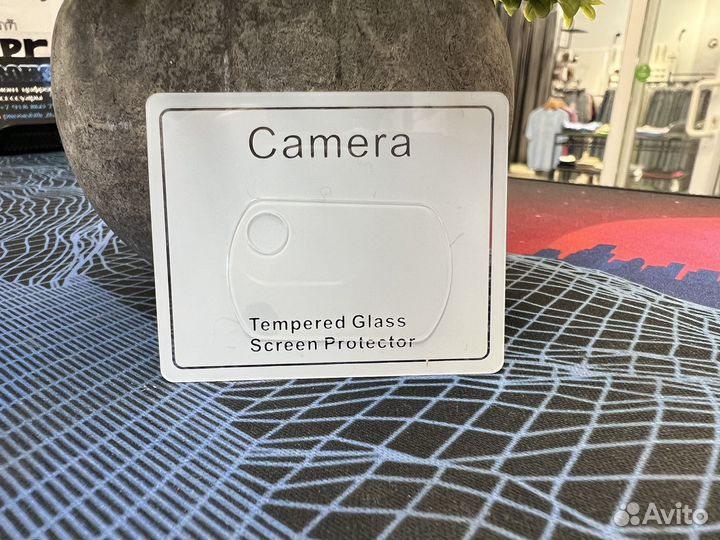 Camera
Tempered Glass
Screen Protector
Avito